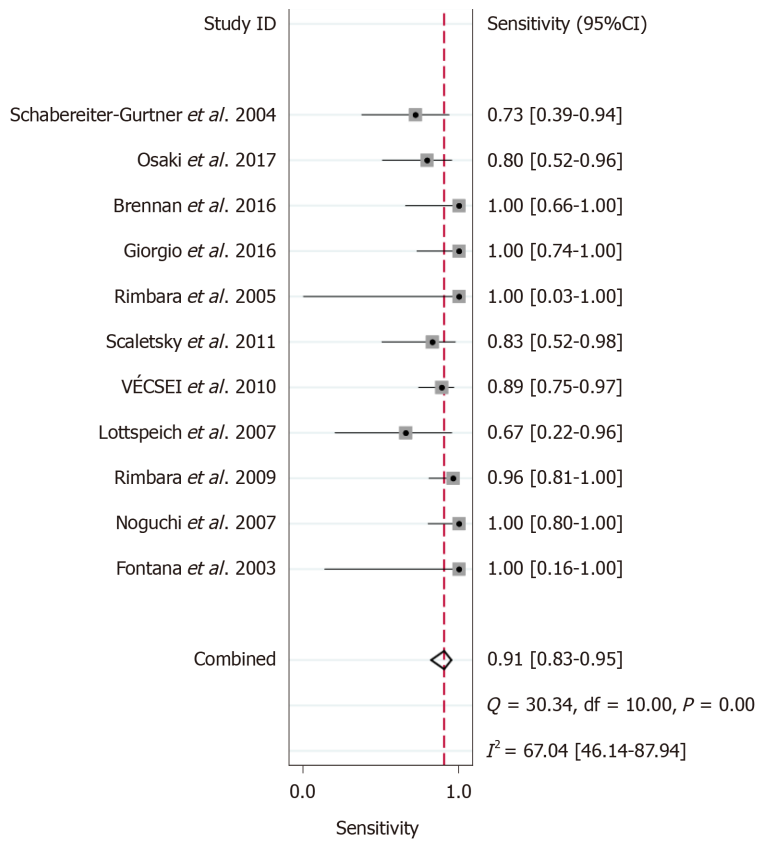 Study ID Sensitivity (95%CI)
Schabereiter-Gurtner et al. 2004 0.73 [0.39-0.94]
Osaki et al. 2017 0.80 [0.52-0.96]
Brennan et al. 2016 1.00 [0.66-1.00]
Giorgio et al. 2016 1.00 [0.74-1.00]
Rimbara et al. 2005 1.00 [0.03-1.00]
Scaletsky et al. 2011 0.83 [0.52-0.98]
VÉCSEI et al. 2010 0.89 [0.75-0.97]
Lottspeich et al. 2007 0.67 [0.22-0.96]
Rimbara et al. 2009 0.96 [0.81-1.00]
Noguchi et al. 2007 1.00 [0.80-1.00]
Fontana et al. 2003 1.00 [0.16-1.00]
Combined 0.91 [0.83-0.95]
Q = 30.34, df = 10.00, P = 0.00
I² = 67.04 [46.14-87.94]
0.0 1.0
Sensitivity